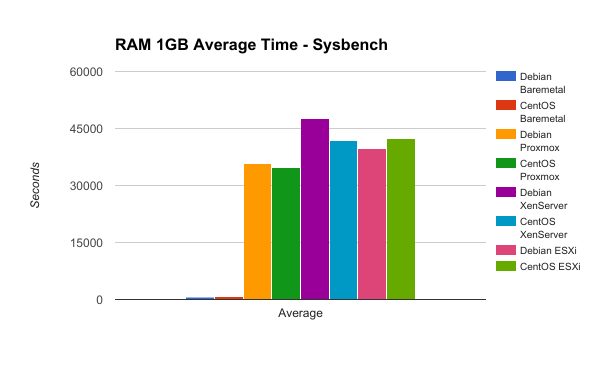 RAM 1GB Average Time - Sysbench
60000
45000
30000
15000
0
Seconds
Average
Debian
Baremetal
CentOS
Baremetal
Debian
Proxmox
CentOS
Proxmox
Debian
XenServer
CentOS
XenServer
Debian ESXi
CentOS ESXi